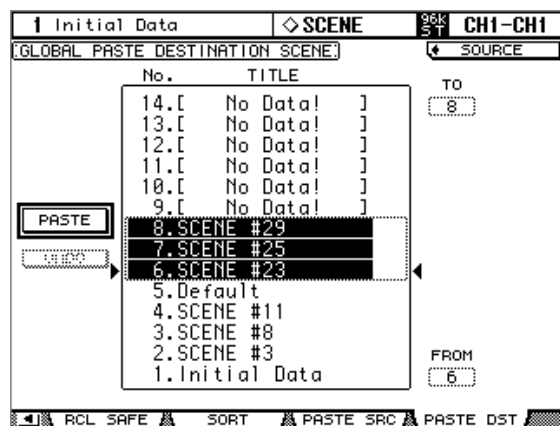 1 Initial Data ◇SCENE 96k ST CH1-CH1
GLOBAL PASTE DESTINATION SCENE SOURCE
No. TITLE
TO
8
14.[ No Data! ]
13.[ No Data! ]
12.[ No Data! ]
11.[ No Data! ]
10.[ No Data! ]
9.[ No Data! ]
PASTE
8.SCENE #29
7.SCENE #25
UNDO
6.SCENE #23
5.Default
4.SCENE #11
3.SCENE #8
2.SCENE #3
1.Initial Data
FROM
6
RCL SAFE SORT PASTE SRC PASTE DST